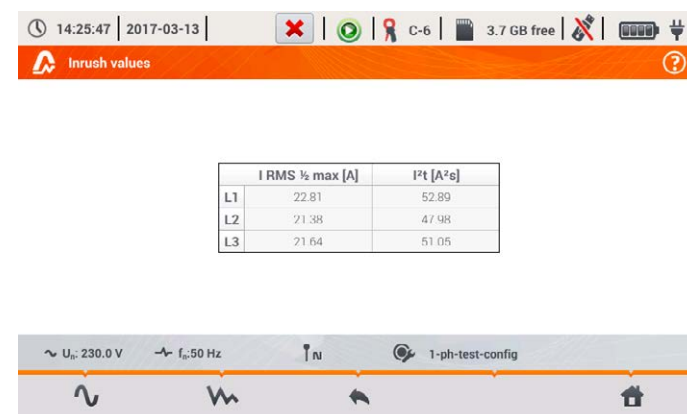 14:25:47 2017-03-13 C-6 3.7 GB free
Inrush values ?
I RMS ½ max [A] I²t [A²s]
L1 22.81 52.89
L2 21.38 47.98
L3 21.64 51.05
Uₙ: 230.0 V fₙ:50 Hz N 1-ph-test-config